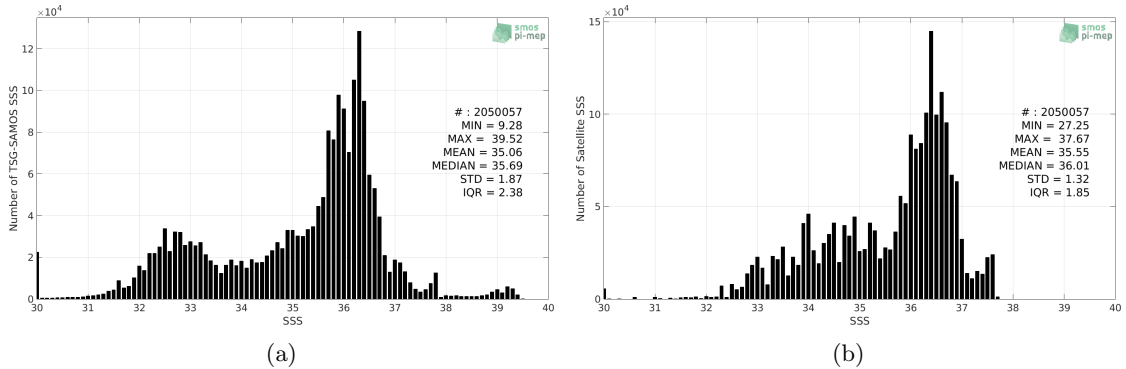 ×10⁴
smos
pi-mep
Number of TSG-SAMOS SSS
12
10
8
6
4
2
0
# : 2050057
MIN = 9.28
MAX = 39.52
MEAN = 35.06
MEDIAN = 35.69
STD = 1.87
IQR = 2.38
30 31 32 33 34 35 36 37 38 39 40
SSS
(a)
×10⁴
smos
pi-mep
Number of Satellite SSS
15
10
5
0
# : 2050057
MIN = 27.25
MAX = 37.67
MEAN = 35.55
MEDIAN = 36.01
STD = 1.32
IQR = 1.85
30 31 32 33 34 35 36 37 38 39 40
SSS
(b)